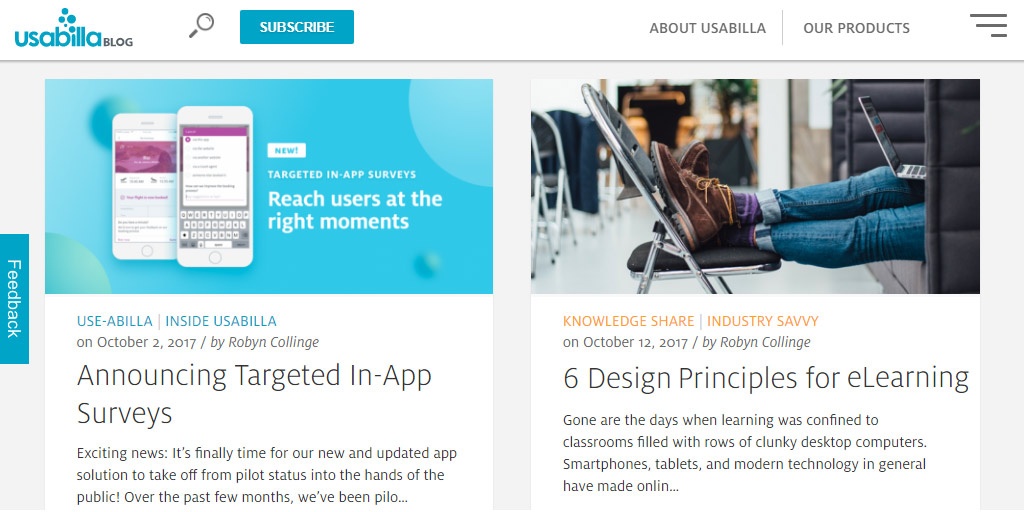 usabilla BLOG
SUBSCRIBE
ABOUT USABILLA
OUR PRODUCTS
Feedback
NEW!
TARGETED IN-APP SURVEYS
Reach users at the
right moments
USE-ABILLA | INSIDE USABILLA
on October 2, 2017 / by Robyn Collinge
Announcing Targeted In-App
Surveys
Exciting news: It’s finally time for our new and updated app
solution to take off from pilot status into the hands of the
public! Over the past few months, we’ve been pilo...
KNOWLEDGE SHARE | INDUSTRY SAVVY
on October 12, 2017 / by Robyn Collinge
6 Design Principles for eLearning
Gone are the days when learning was confined to
classrooms filled with rows of clunky desktop computers.
Smartphones, tablets, and modern technology in general
have made onlin...